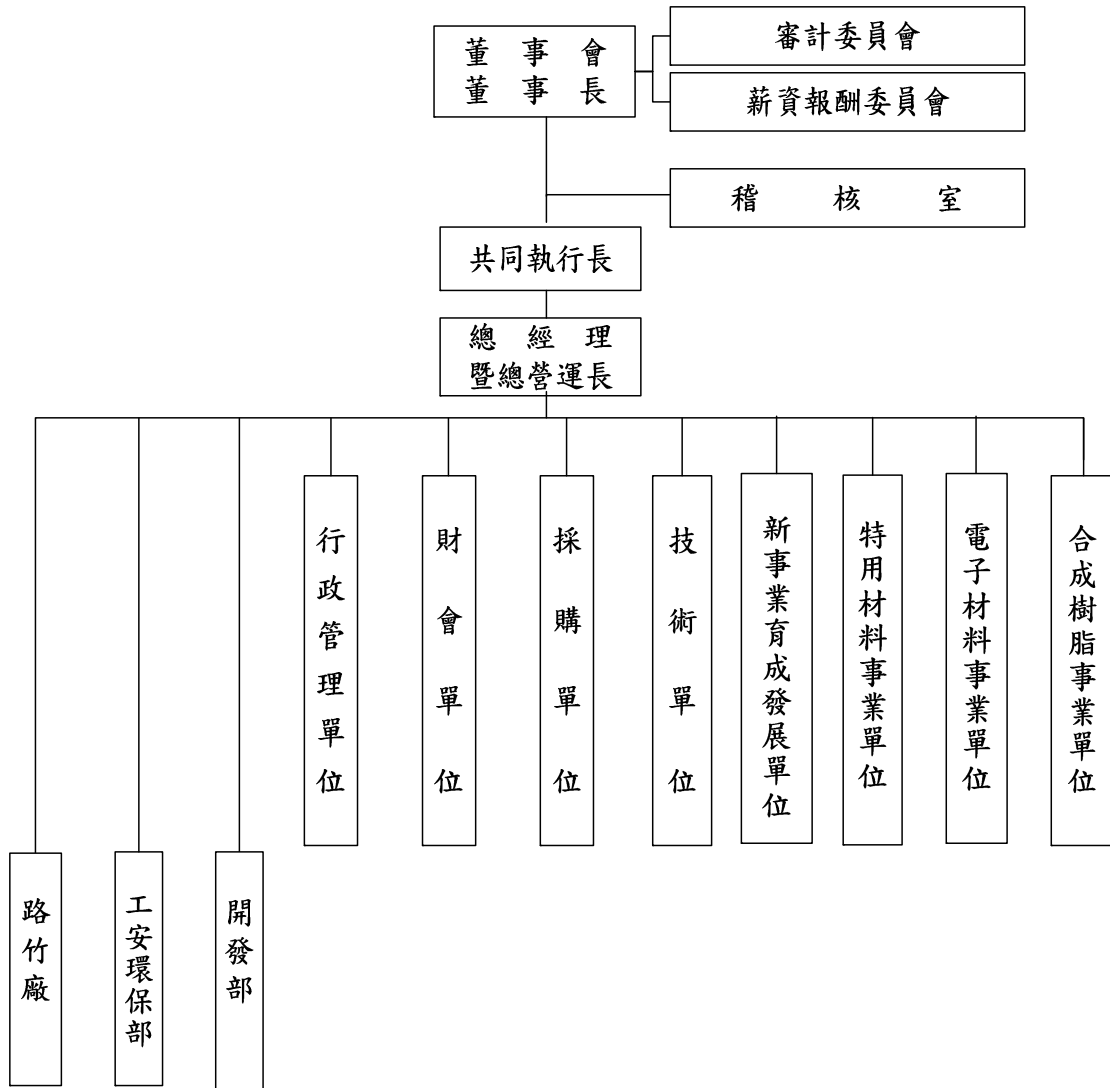 董事會
董事長
審計委員會
薪資報酬委員會
稽核室
共同執行長
總經理
暨總營運長
行政管理單位
財會單位
採購單位
技術單位
新事業育成發展單位
特用材料事業單位
電子材料事業單位
合成樹脂事業單位
路竹廠
工安環保部
開發部